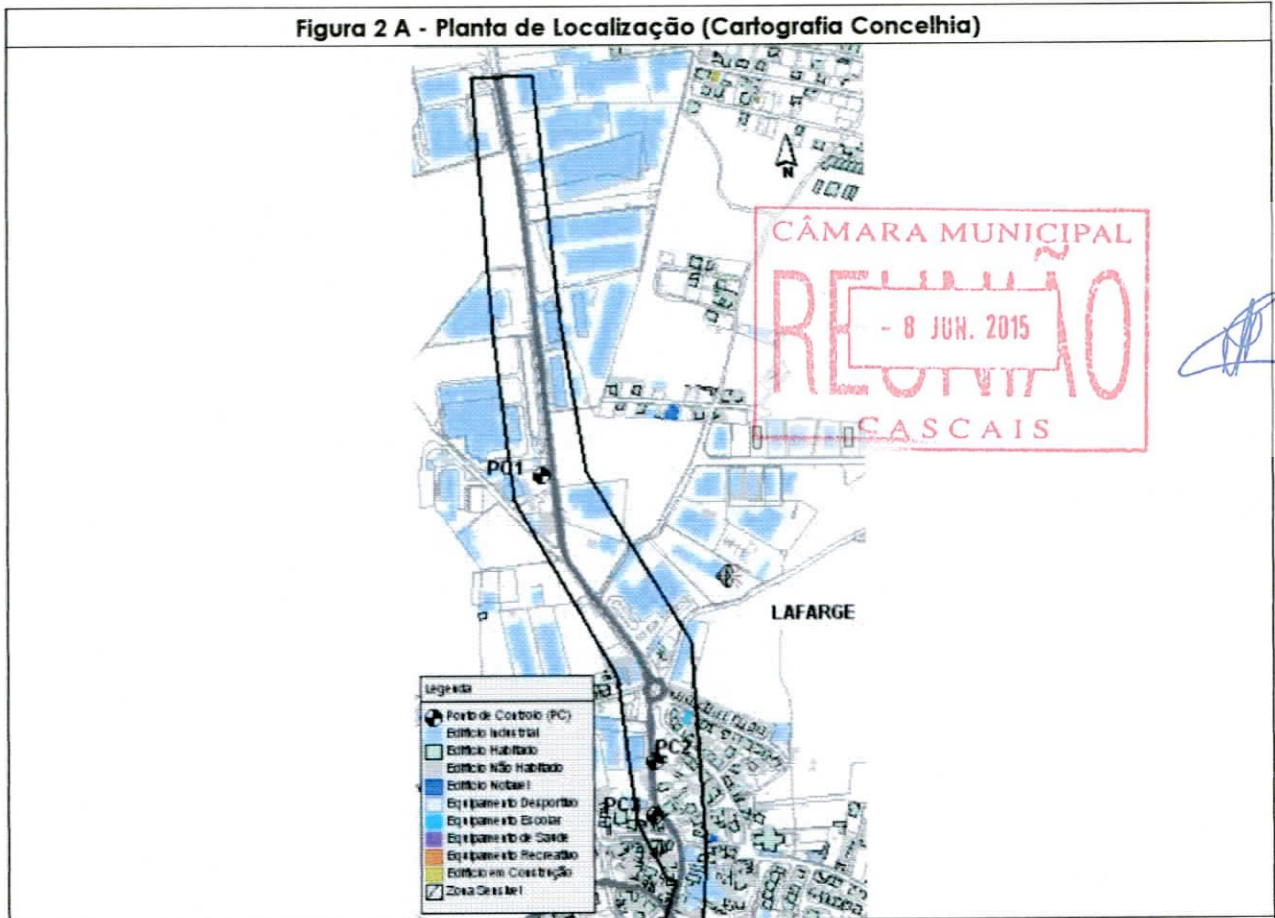 Figura 2 A - Planta de Localização (Cartografia Concelhia)
N
CÂMARA MUNICIPAL
REUNIÃO
- 8 JUN. 2015
CASCAIS
PC1
LAFARGE
PC2
PC3
Legenda
Ponto de Controlo (PC)
Edifício Industrial
Edifício Habitado
Edifício Não Habitado
Edifício Notavel
Equipamento Desportivo
Equipamento Escolar
Equipamento de Saúde
Equipamento Recreativo
Edifício em Construção
Zona Sensível